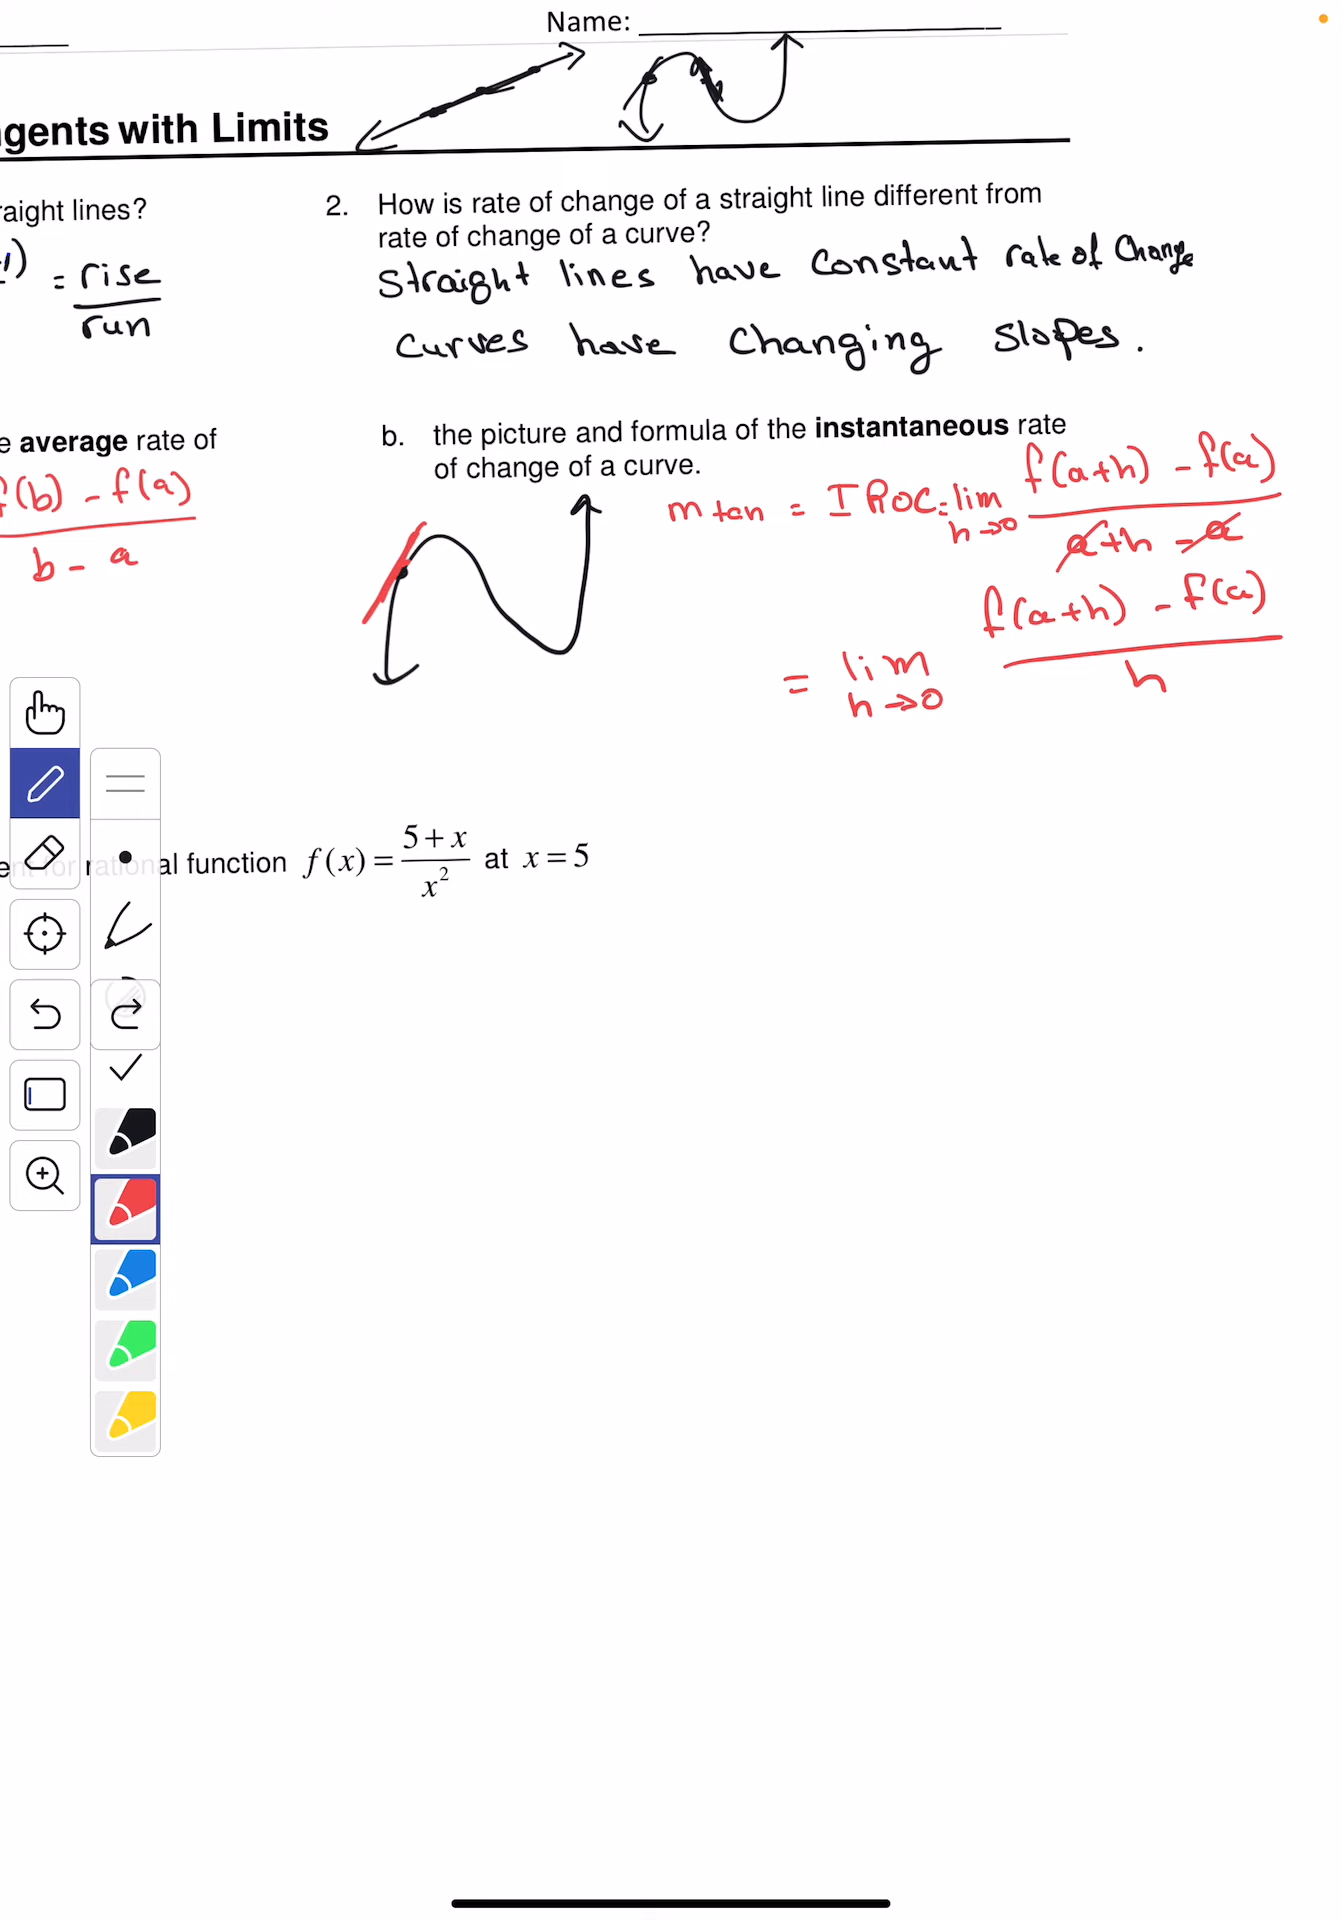 Name:
gents with Limits
raight lines?
= rise
run
2. How is rate of change of a straight line different from
rate of change of a curve?
Straight lines have constant rate of Change
Curves have Changing Slopes.
e average rate of
f(b) - f(a)
b - a
b. the picture and formula of the instantaneous rate
of change of a curve.
m tan = IROC = lim h→0 f(a+h) - f(a)
a+h - a
= lim h→0 f(a+h) - f(a)
h
al function f(x) = (5+x)/x² at x = 5